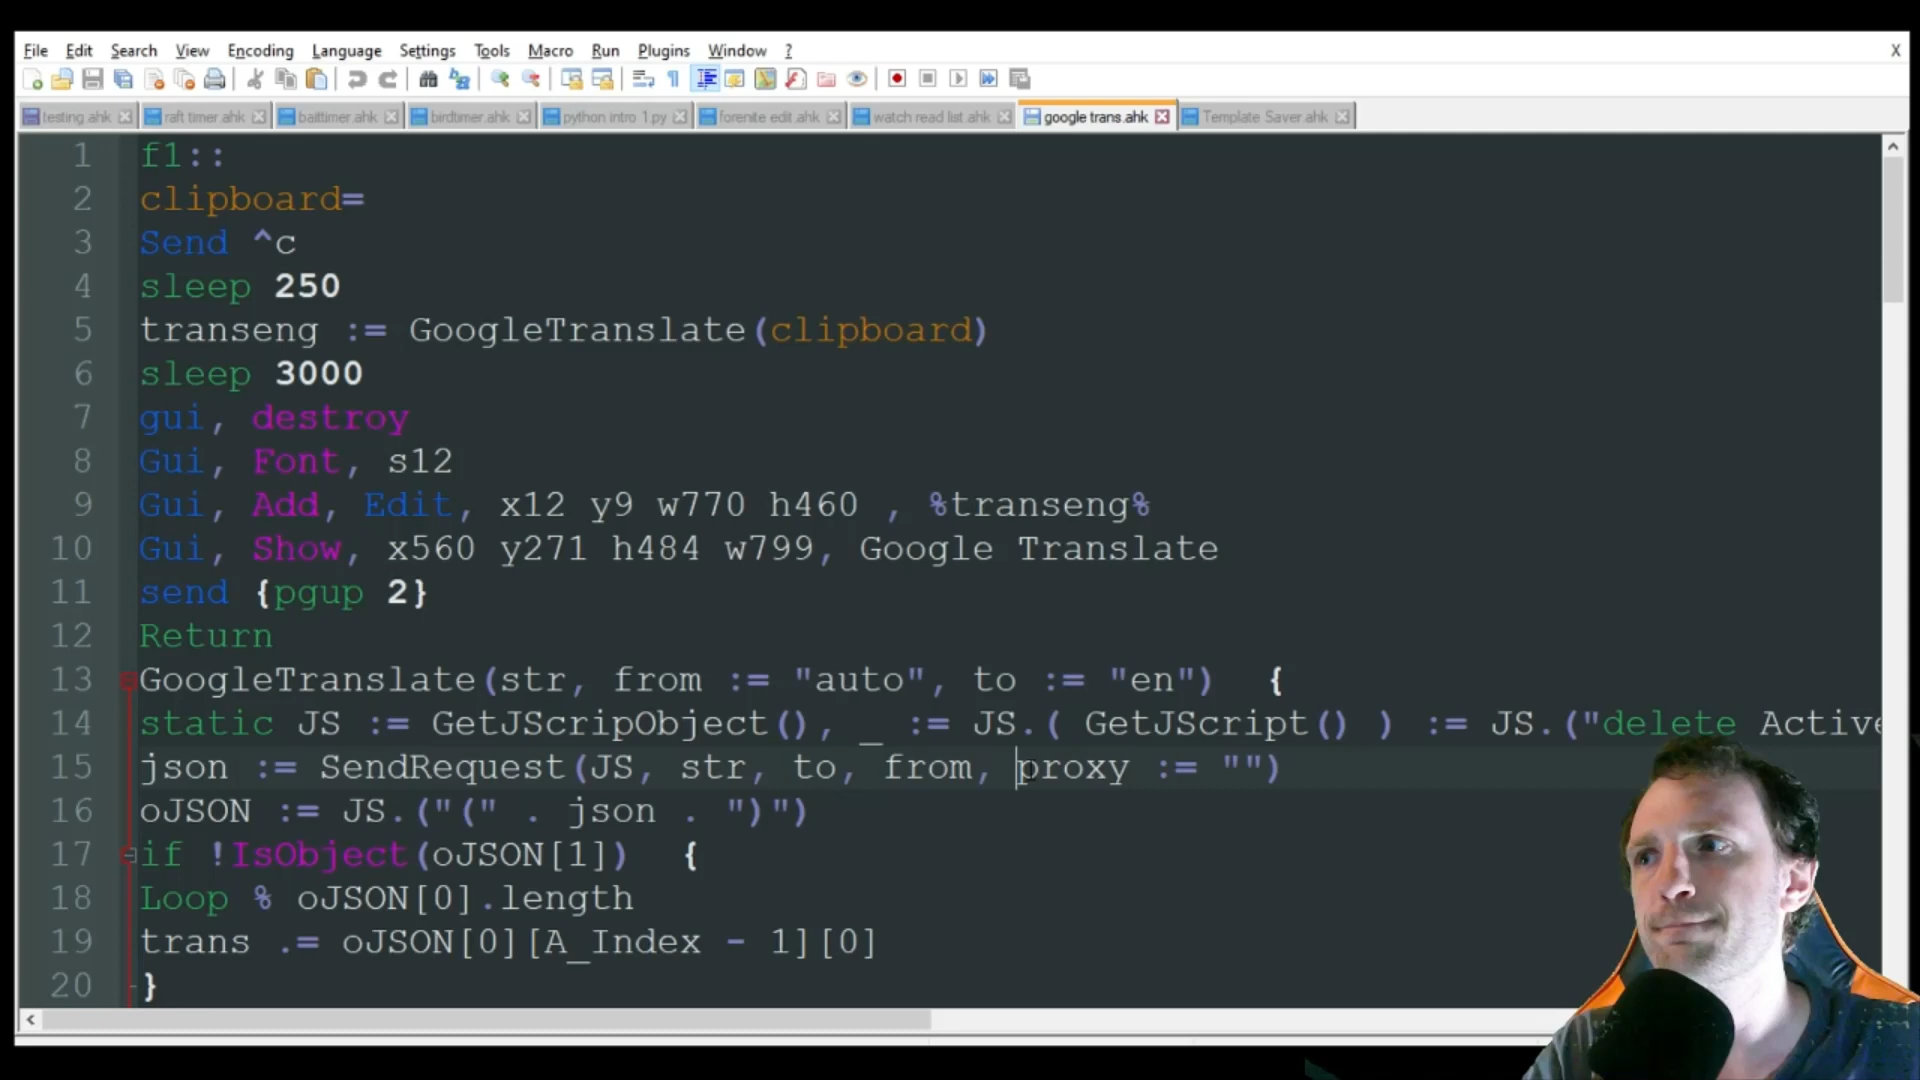 File Edit Search View Encoding Language Settings Tools Macro Run Plugins Window ? X
testing.ahk raft timer.ahk baittimer.ahk birdtimer.ahk python intro 1.py forenite edit.ahk watch read list.ahk google trans.ahk Template Saver.ahk
1 f1::
2 clipboard=
3 Send ^c
4 sleep 250
5 transeng := GoogleTranslate(clipboard)
6 sleep 3000
7 gui, destroy
8 Gui, Font, s12
9 Gui, Add, Edit, x12 y9 w770 h460 , %transeng%
10 Gui, Show, x560 y271 h484 w799, Google Translate
11 send {pgup 2}
12 Return
13 GoogleTranslate(str, from := "auto", to := "en") {
14 static JS := GetJScripObject(), _ := JS.( GetJScript() ) := JS.("delete Active
15 json := SendRequest(JS, str, to, from, proxy := "")
16 oJSON := JS.("(" . json . ")")
17 if !IsObject(oJSON[1]) {
18 Loop % oJSON[0].length
19 trans .= oJSON[0][A_Index - 1][0]
20 }